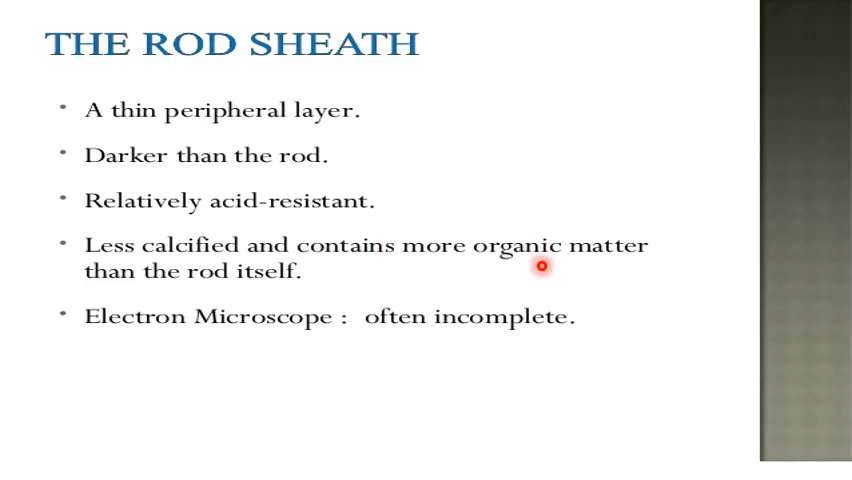 THE ROD SHEATH
• A thin peripheral layer.
• Darker than the rod.
• Relatively acid-resistant.
• Less calcified and contains more organic matter
than the rod itself.
• Electron Microscope : often incomplete.